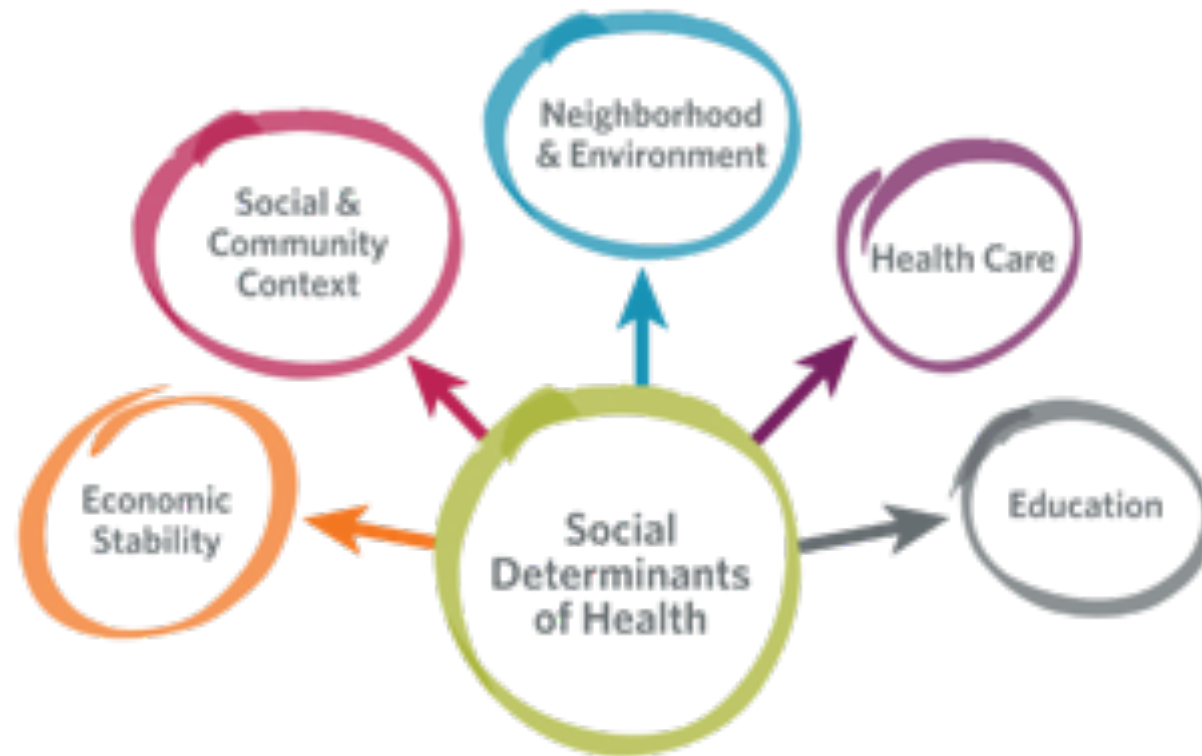 Neighborhood
& Environment
Social &
Community
Context
Health Care
Economic
Stability
Education
Social
Determinants
of Health